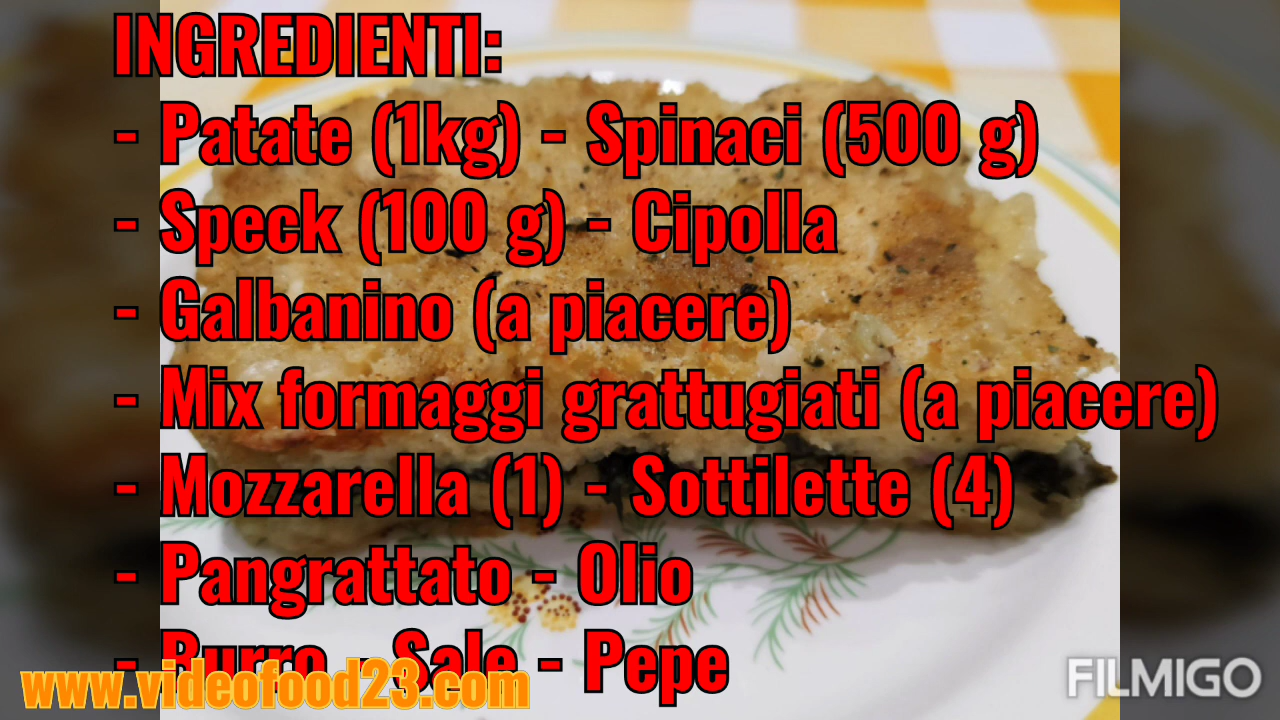 INGREDIENTI:
- Patate (1kg) - Spinaci (500 g)
- Speck (100 g) - Cipolla
- Galbanino (a piacere)
- Mix formaggi grattugiati (a piacere)
- Mozzarella (1) - Sottilette (4)
- Pangrattato - Olio
- Burro - Sale - Pepe
www.videofood23.com
FILMIGO